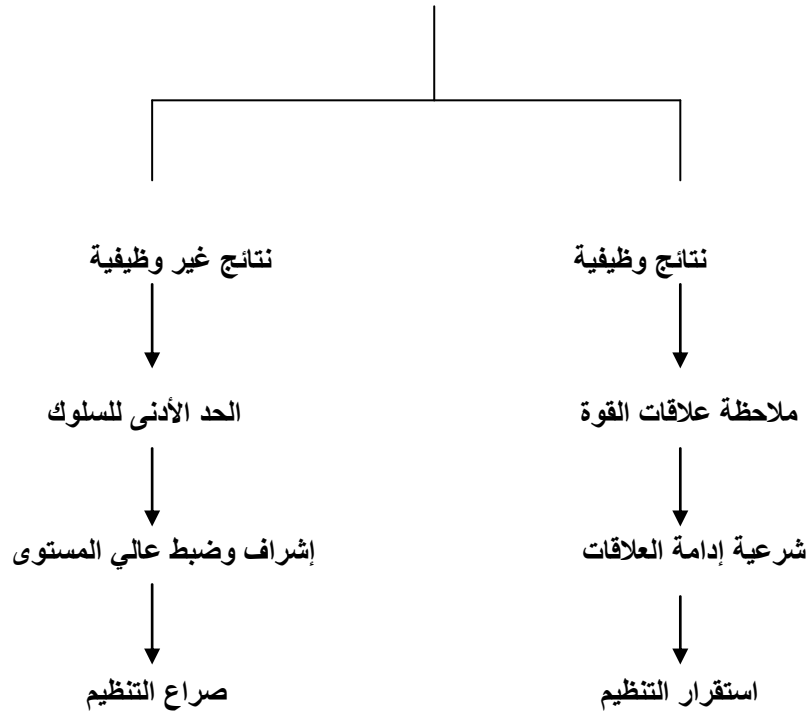 نتائج وظيفية
نتائج غير وظيفية
ملاحظة علاقات القوة
الحد الأدنى للسلوك
شرعية إدامة العلاقات
إشراف وضبط عالي المستوى
استقرار التنظيم
صراع التنظيم